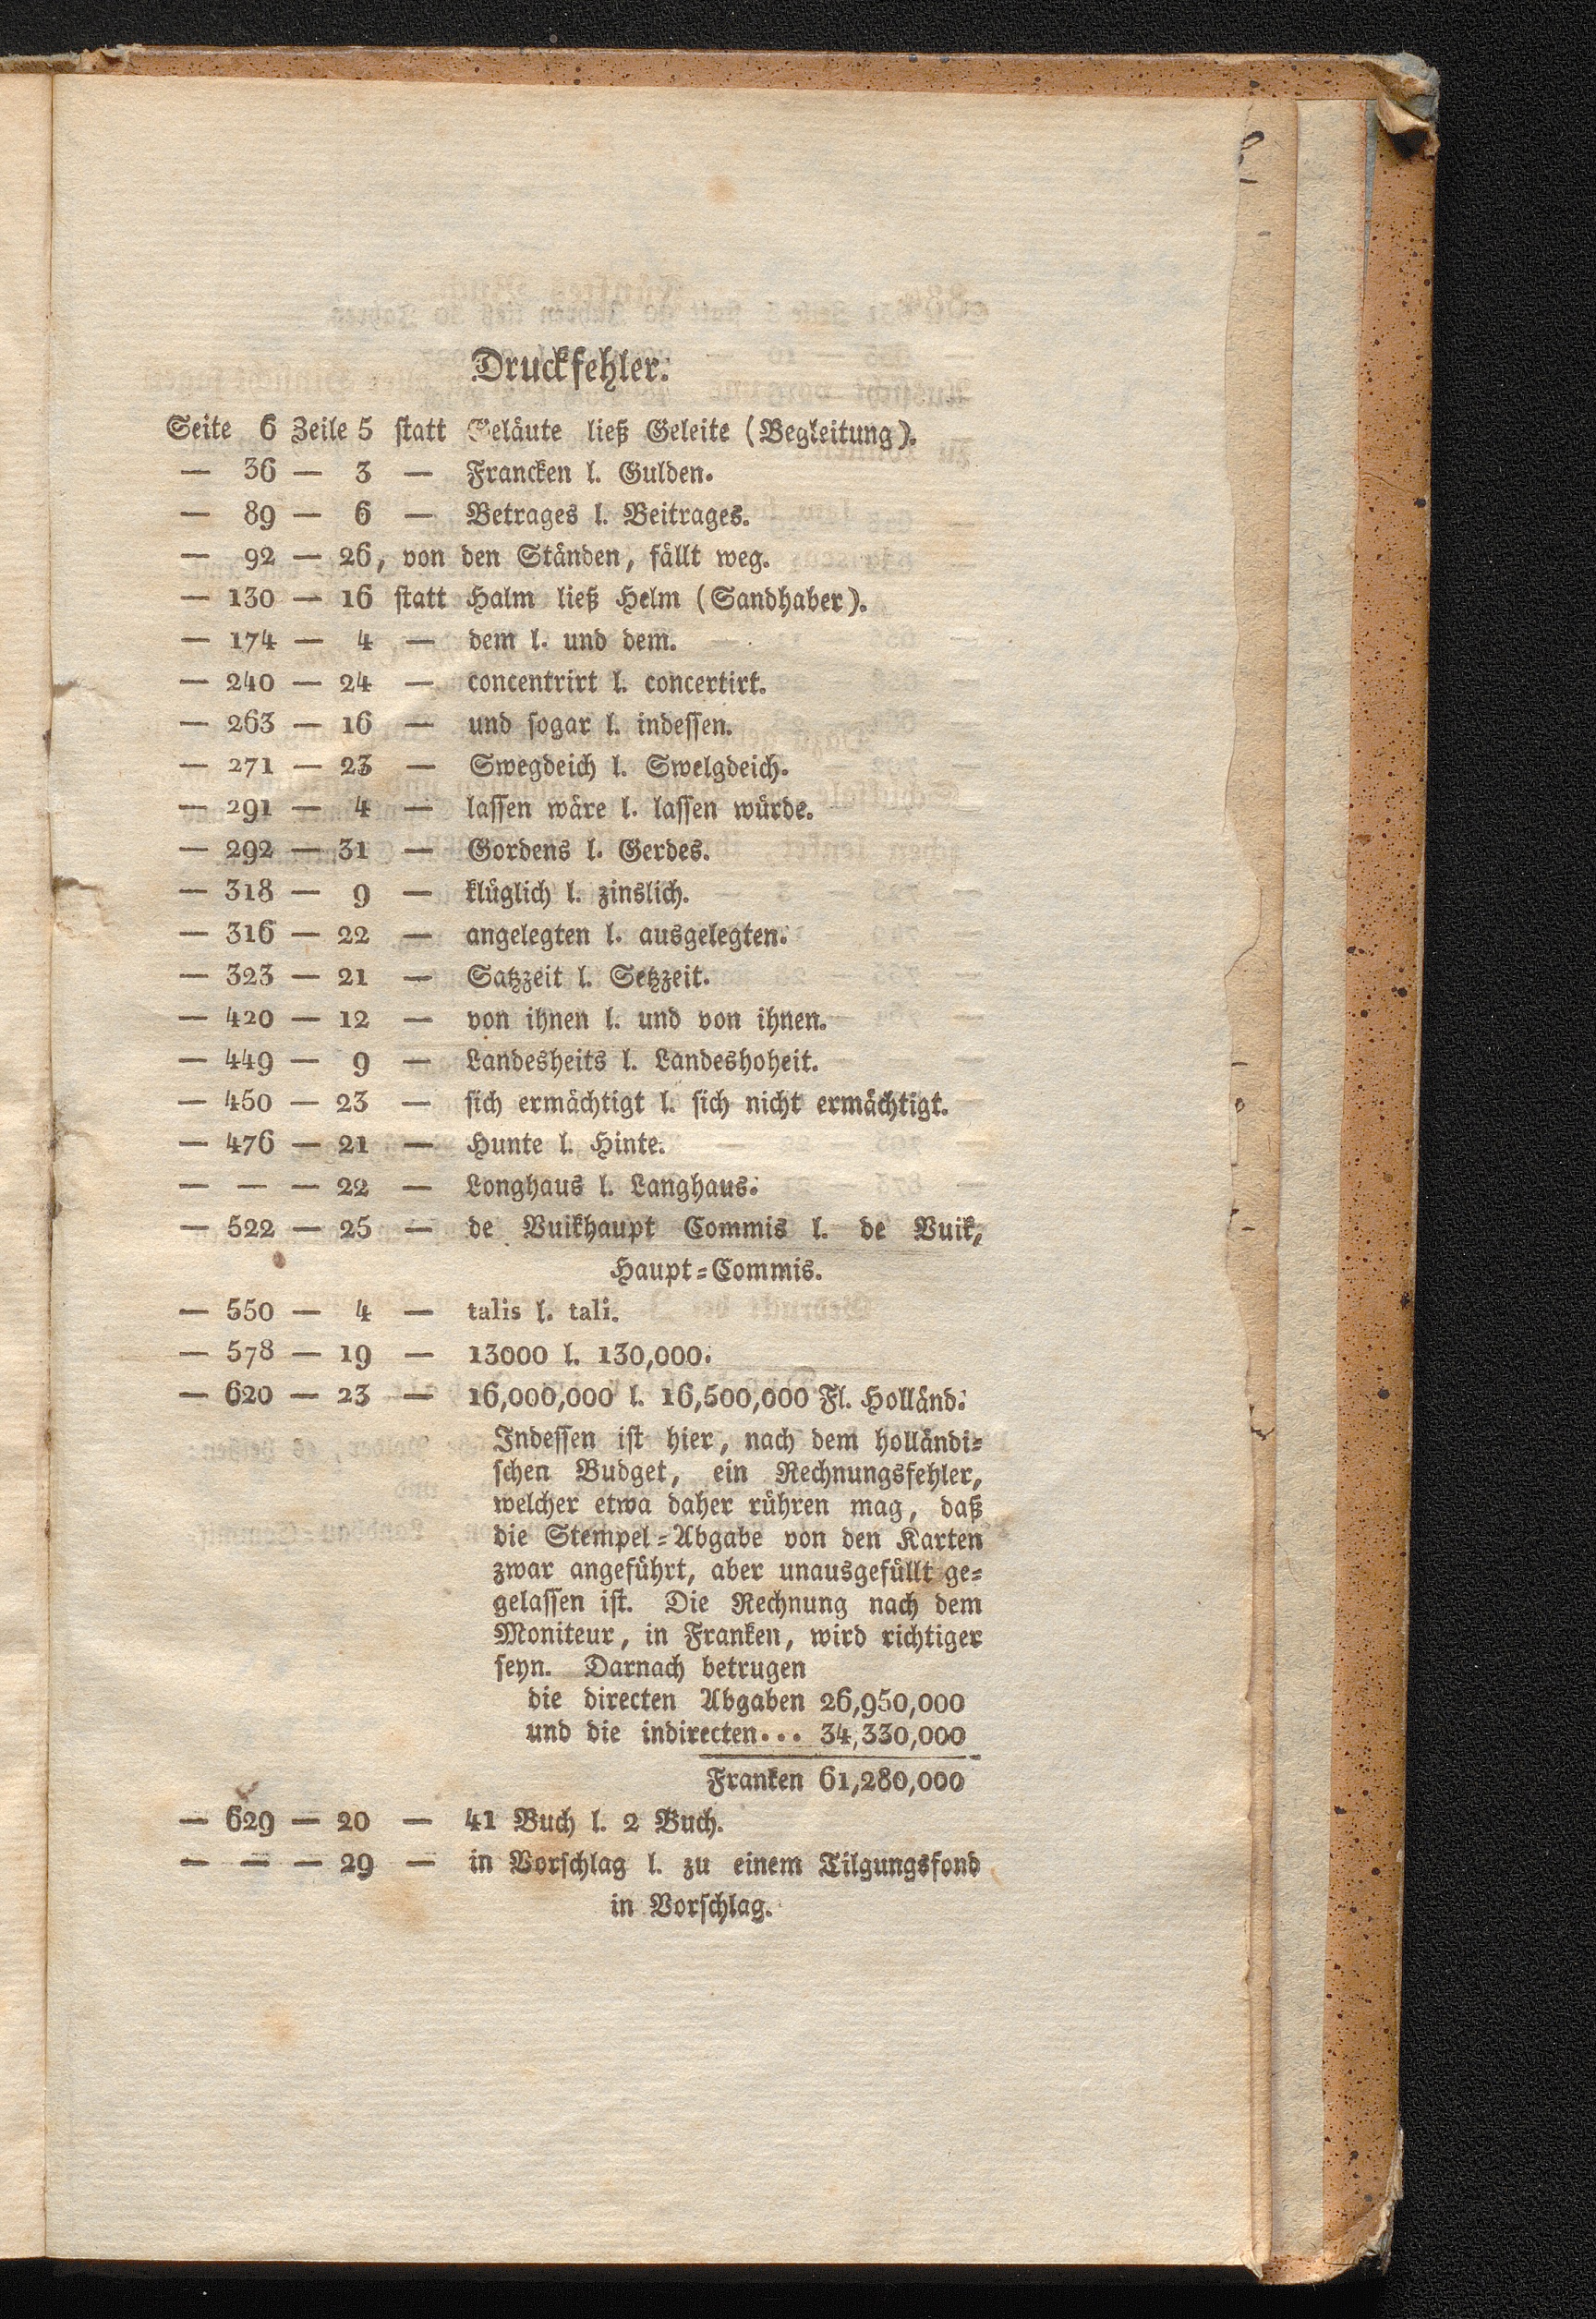 Druckfehler.
Seite 6 Zeile 5 statt Geläute ließ Geleite (Begleitung).
— 36 — 3 — Francken l. Gulden.
— 89 — 6 — Betrages l. Beitrages.
— 92 — 26, von den Ständen, fällt weg.
— 130 — 16 statt Halm ließ Helm (Sandhaber).
— 174 — 4 — dem l. und dem.
— 240 — 24 — concentrirt l. concertirt.
— 263 — 16 — und sogar l. indessen.
— 271 — 23 — Swegdeich l. Swelgdeich.
— 291 — 4 — lassen wäre l. lassen würde.
— 292 — 31 — Gordens l. Gerdes.
— 318 — 9 — klüglich l. zinslich.
— 316 — 22 — angelegten l. ausgelegten.
— 323 — 21 — Satzzeit l. Setzzeit.
— 420 — 12 — von ihnen l. und von ihnen.
— 449 — 9 — Landesheits l. Landeshoheit.
— 450 — 23 — sich ermächtigt l. sich nicht ermächtigt.
— 476 — 21 — Hunte l. Hinte.
— — — 22 — Longhaus l. Langhaus.
— 522 — 25 — de Vuikhaupt Commis l. de Vuik,
Haupt-Commis.
— 550 — 4 — talis l. tali.
— 578 — 19 — 13000 l. 130,000.
— 620 — 23 — 16,000,000 l. 16,500,000 Fl. Holländ.
Indessen ist hier, nach dem holländi-
schen Budget, ein Rechnungsfehler,
welcher etwa daher rühren mag, daß
die Stempel-Abgabe von den Karten
zwar angeführt, aber unausgefüllt ge-
gelassen ist. Die Rechnung nach dem
Moniteur, in Franken, wird richtiger
seyn. Darnach betrugen
die directen Abgaben 26,950,000
und die indirecten... 34,330,000
Franken 61,280,000
— 629 — 20 — 41 Buch l. 2 Buch.
— — — 29 — in Vorschlag l. zu einem Tilgungsfond
in Vorschlag.